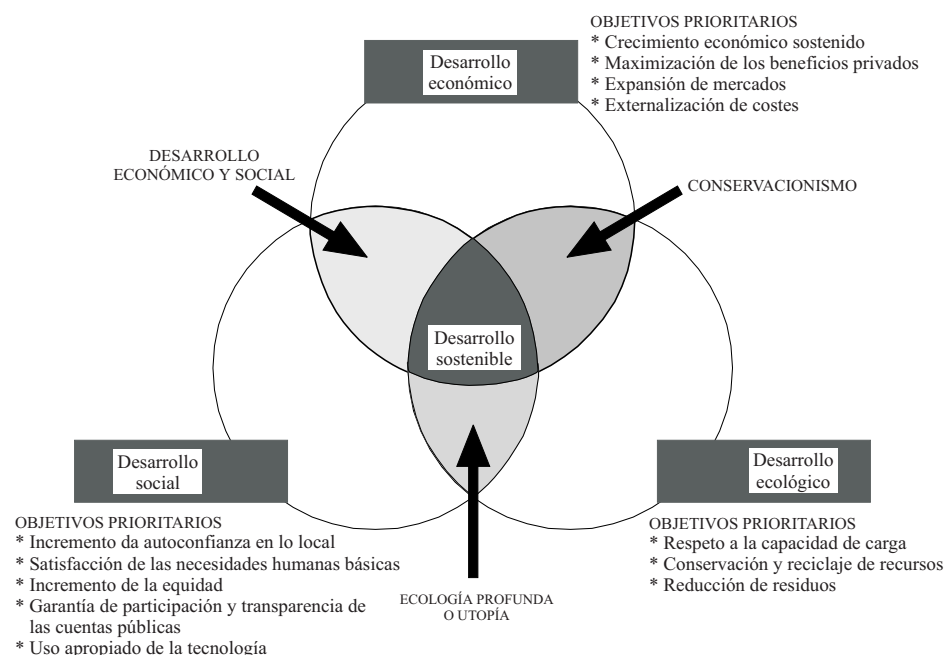 OBJETIVOS PRIORITARIOS
* Crecimiento económico sostenido
* Maximización de los beneficios privados
* Expansión de mercados
* Externalización de costes
Desarrollo
económico
DESARROLLO
ECONÓMICO Y SOCIAL
CONSERVACIONISMO
Desarrollo
sostenible
Desarrollo
social
OBJETIVOS PRIORITARIOS
* Incremento da autoconfianza en lo local
* Satisfacción de las necesidades humanas básicas
* Incremento de la equidad
* Garantía de participación y transparencia de
las cuentas públicas
* Uso apropiado de la tecnología
ECOLOGÍA PROFUNDA
O UTOPÍA
Desarrollo
ecológico
OBJETIVOS PRIORITARIOS
* Respeto a la capacidad de carga
* Conservación y reciclaje de recursos
* Reducción de residuos